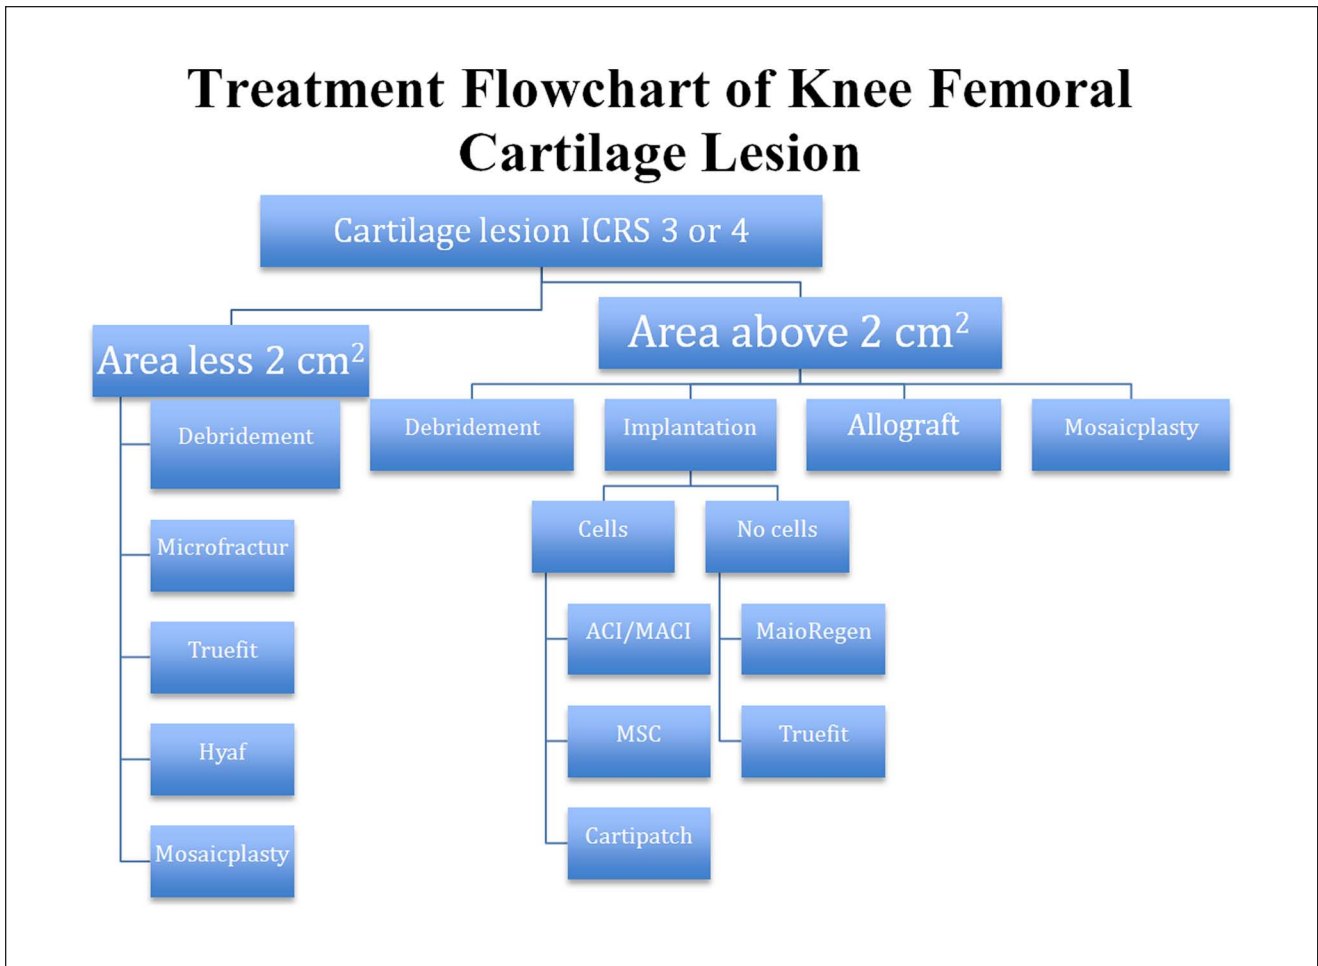 Treatment Flowchart of Knee Femoral
Cartilage Lesion
Cartilage lesion ICRS 3 or 4
Area less 2 cm²
Debridement
Microfractur
Truefit
Hyaf
Mosaicplasty
Area above 2 cm²
Debridement
Implantation
Allograft
Mosaicplasty
Cells
No cells
ACI/MACI
MSC
Cartipatch
MaioRegen
Truefit